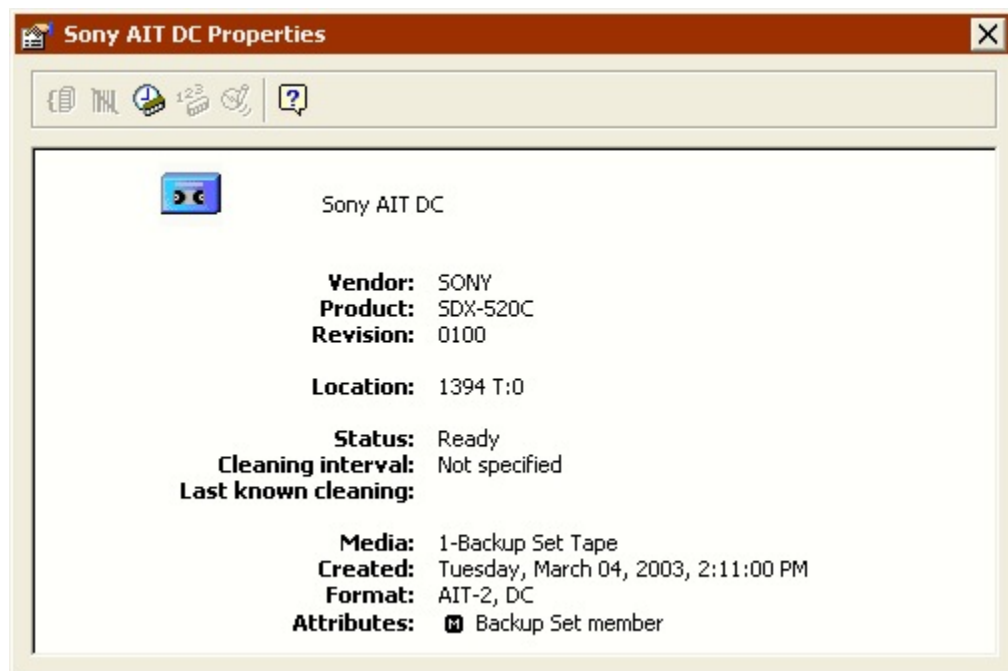 Sony AIT DC Properties
Sony AIT DC
Vendor: SONY
Product: SDX-520C
Revision: 0100
Location: 1394 T:0
Status: Ready
Cleaning interval: Not specified
Last known cleaning:
Media: 1-Backup Set Tape
Created: Tuesday, March 04, 2003, 2:11:00 PM
Format: AIT-2, DC
Attributes: M Backup Set member